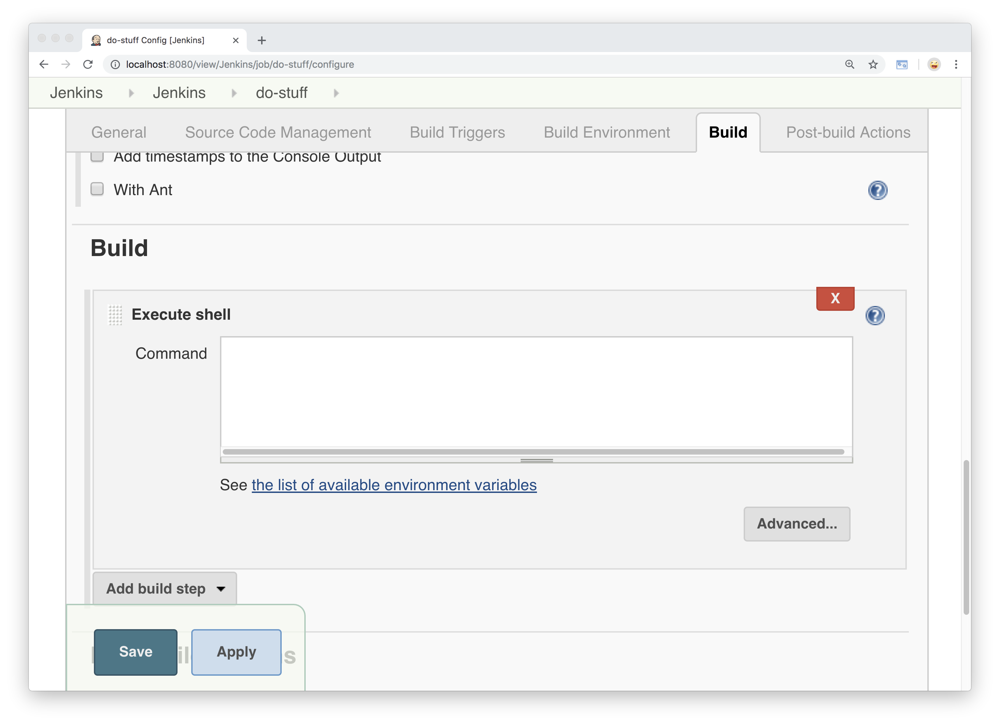 do-stuff Config [Jenkins]
localhost:8080/view/Jenkins/job/do-stuff/configure
Jenkins Jenkins do-stuff
General Source Code Management Build Triggers Build Environment Build Post-build Actions
Add timestamps to the Console Output
With Ant
Build
X
Execute shell
Command
See the list of available environment variables
Advanced...
Add build step
Save Apply